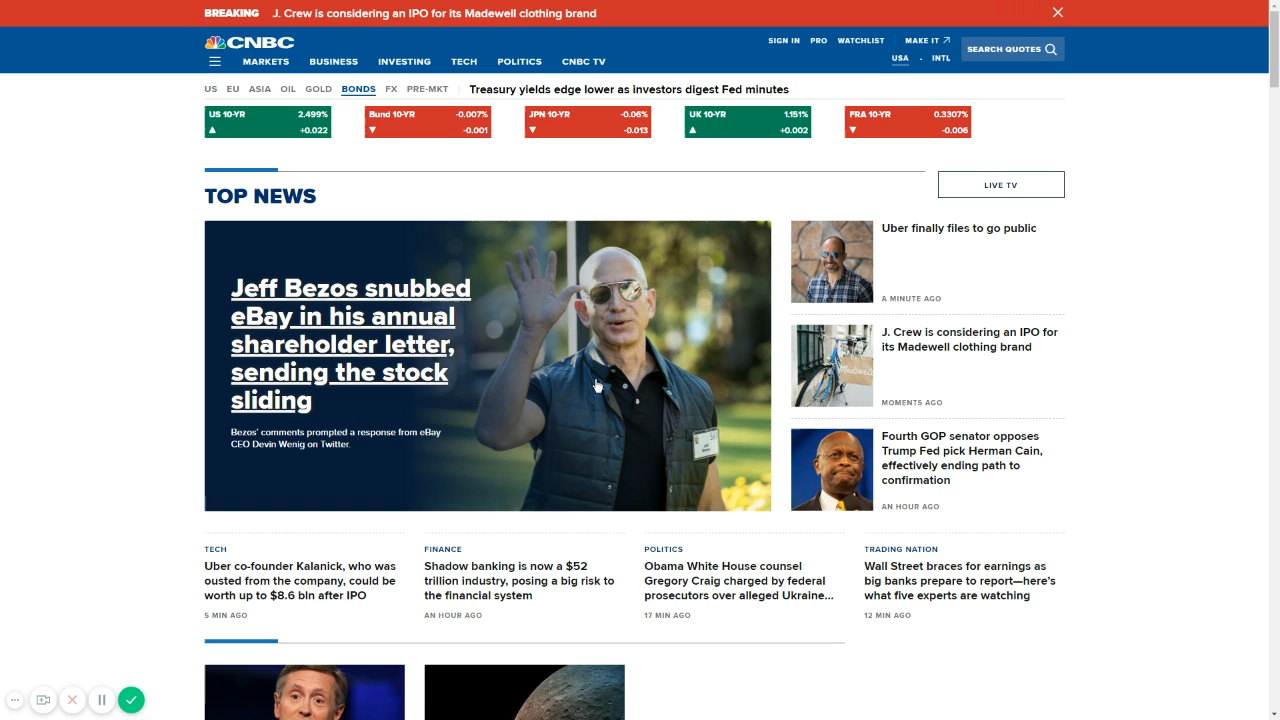 BREAKING J. Crew is considering an IPO for its Madewell clothing brand
CNBC
SIGN IN PRO WATCHLIST MAKE IT
SEARCH QUOTES
USA · INTL
MARKETS BUSINESS INVESTING TECH POLITICS CNBC TV
US EU ASIA OIL GOLD BONDS FX PRE-MKT Treasury yields edge lower as investors digest Fed minutes
US 10-YR 2.499%
+0.022
Bund 10-YR -0.007%
-0.001
JPN 10-YR -0.06%
-0.013
UK 10-YR 1.151%
+0.002
FRA 10-YR 0.3307%
-0.006
TOP NEWS
LIVE TV
Jeff Bezos snubbed
eBay in his annual
shareholder letter,
sending the stock
sliding
Bezos' comments prompted a response from eBay
CEO Devin Wenig on Twitter.
Uber finally files to go public
A MINUTE AGO
J. Crew is considering an IPO for
its Madewell clothing brand
MOMENTS AGO
Fourth GOP senator opposes
Trump Fed pick Herman Cain,
effectively ending path to
confirmation
AN HOUR AGO
TECH
Uber co-founder Kalanick, who was
ousted from the company, could be
worth up to $8.6 bln after IPO
5 MIN AGO
FINANCE
Shadow banking is now a $52
trillion industry, posing a big risk to
the financial system
AN HOUR AGO
POLITICS
Obama White House counsel
Gregory Craig charged by federal
prosecutors over alleged Ukraine...
17 MIN AGO
TRADING NATION
Wall Street braces for earnings as
big banks prepare to report—here's
what five experts are watching
12 MIN AGO